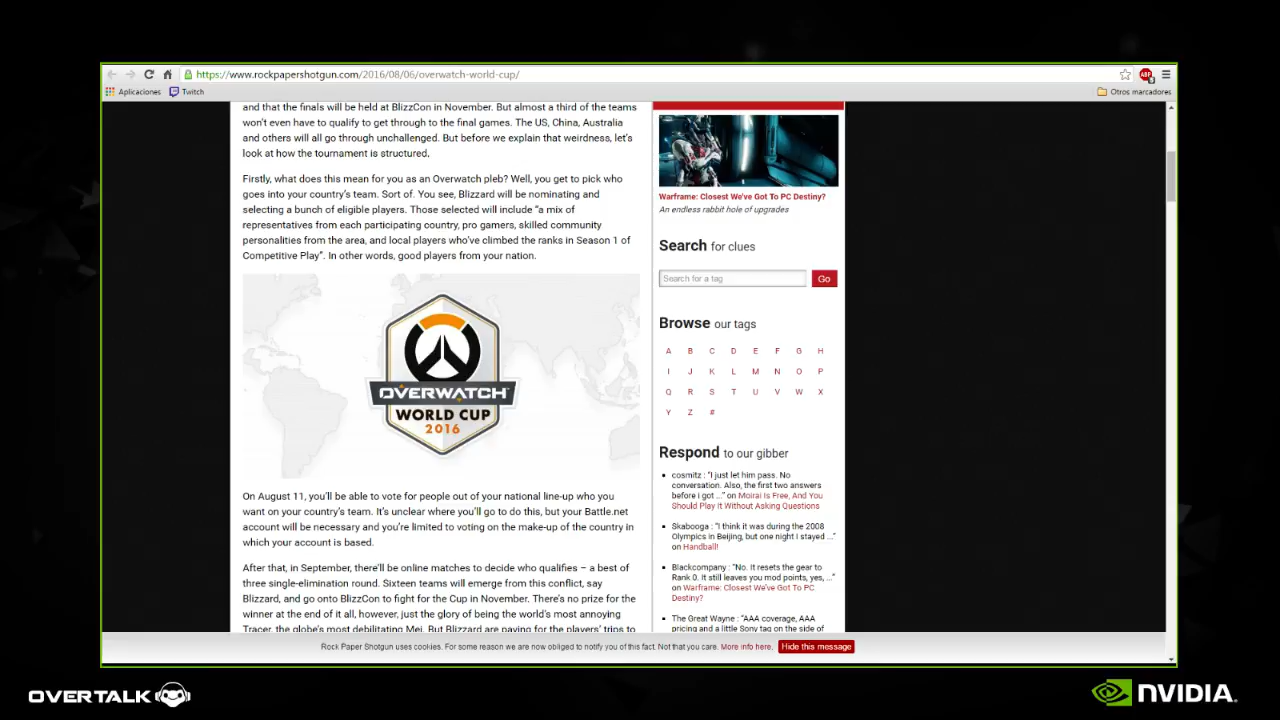 https://www.rockpapershotgun.com/2016/08/06/overwatch-world-cup/
ABP
Aplicaciones
Twitch
Otros marcadores
and that the finals will be held at BlizzCon in November. But almost a third of the teams
won't even have to qualify to get through to the final games. The US, China, Australia
and others will all go through unchallenged. But before we explain that weirdness, let's
look at how the tournament is structured.
Firstly, what does this mean for you as an Overwatch pleb? Well, you get to pick who
goes into your country's team. Sort of. You see, Blizzard will be nominating and
selecting a bunch of eligible players. Those selected will include “a mix of
representatives from each participating country, pro gamers, skilled community
personalities from the area, and local players who've climbed the ranks in Season 1 of
Competitive Play”. In other words, good players from your nation.
OVERWATCH
WORLD CUP
2016
On August 11, you'll be able to vote for people out of your national line-up who you
want on your country's team. It's unclear where you'll go to do this, but your Battle.net
account will be necessary and you're limited to voting on the make-up of the country in
which your account is based.
After that, in September, there'll be online matches to decide who qualifies – a best of
three single-elimination round. Sixteen teams will emerge from this conflict, say
Blizzard, and go onto BlizzCon to fight for the Cup in November. There's no prize for the
winner at the end of it all, however, just the glory of being the world's most annoying
Tracer, the globe's most debilitating Mei. But Blizzard are paying for the players' trips to
Warframe: Closest We've Got To PC Destiny?
An endless rabbit hole of upgrades
Search for clues
Search for a tag
Go
Browse our tags
A B C D E F G H
I J K L M N O P
Q R S T U V W X
Y Z #
Respond to our gibber
cosmitz : “I just let him pass. No
conversation. Also, the first two answers
before i got ...” on Moirai Is Free, And You
Should Play It Without Asking Questions
Skabooga : “I think it was during the 2008
Olympics in Beijing, but one night I stayed ...”
on Handball!
Blackcompany : “No. It resets the gear to
Rank 0. It still leaves you mod points, yes, ...”
on Warframe: Closest We've Got To PC
Destiny?
The Great Wayne : “AAA coverage, AAA
pricing and a little Sony tag on the side of
Rock Paper Shotgun uses cookies. For some reason we are now obliged to notify you of this fact. Not that you care. More info here.
Hide this message
OVERTALK
NVIDIA.